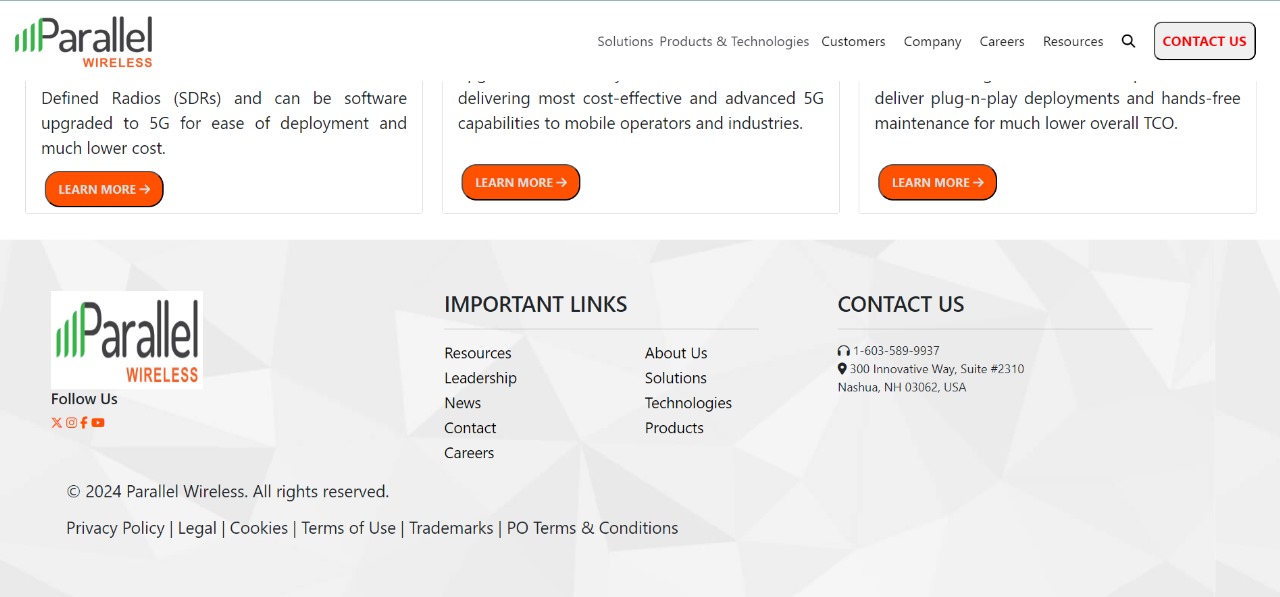 Parallel
WIRELESS
Solutions Products & Technologies Customers Company Careers Resources CONTACT US
Defined Radios (SDRs) and can be software
upgraded to 5G for ease of deployment and
much lower cost.
LEARN MORE →
delivering most cost-effective and advanced 5G
capabilities to mobile operators and industries.
LEARN MORE →
deliver plug-n-play deployments and hands-free
maintenance for much lower overall TCO.
LEARN MORE →
Parallel
WIRELESS
Follow Us
IMPORTANT LINKS
Resources
Leadership
News
Contact
Careers
About Us
Solutions
Technologies
Products
CONTACT US
1-603-589-9937
300 Innovative Way, Suite #2310
Nashua, NH 03062, USA
© 2024 Parallel Wireless. All rights reserved.
Privacy Policy | Legal | Cookies | Terms of Use | Trademarks | PO Terms & Conditions